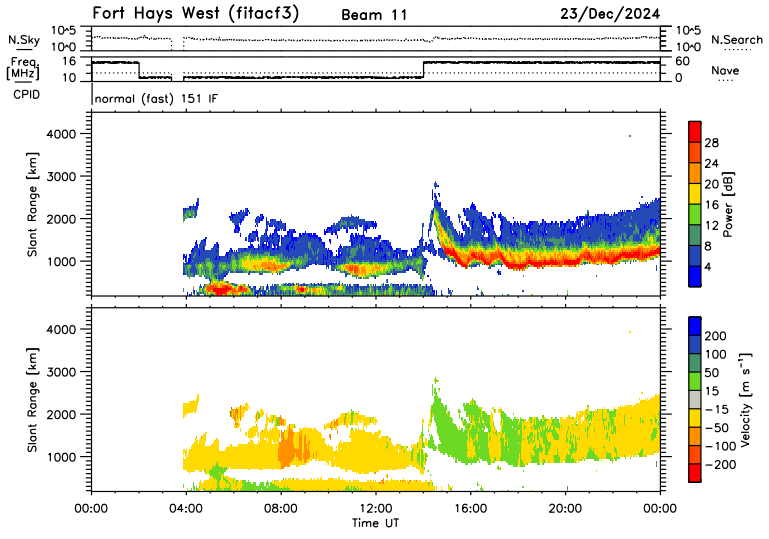 Fort Hays West (fitacf3) Beam 11 23/Dec/2024
N.Sky 10^5 10^5 N.Search
10^0 10^0
Freq. 16 60 Nave
[MHz] 10 0
CPID normal (fast) 151 IF
Slant Range [km] 4000 3000 2000 1000
28 24 20 16 12 8 4 Power [dB]
Slant Range [km] 4000 3000 2000 1000
200 100 50 15 -15 -50 -100 -200 Velocity [m s^-1]
00:00 04:00 08:00 12:00 16:00 20:00 00:00
Time UT